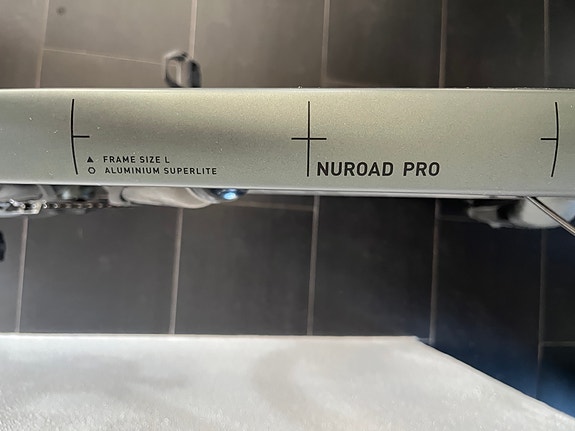 FRAME SIZE L
ALUMINIUM SUPERLITE
NUROAD PRO